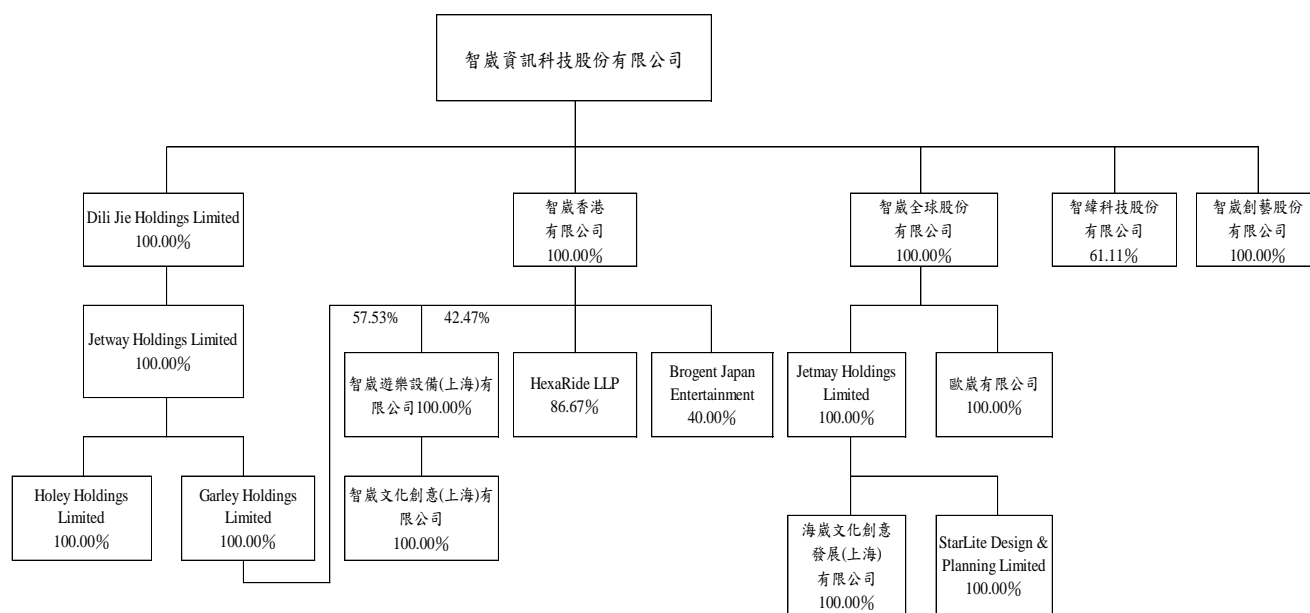 智崴資訊科技股份有限公司
Dili Jie Holdings Limited
100.00%
智崴香港
有限公司
100.00%
智崴全球股份
有限公司
100.00%
智緯科技股份
有限公司
61.11%
智崴創藝股份
有限公司
100.00%
Jetway Holdings Limited
100.00%
57.53%
42.47%
智崴遊樂設備(上海)有
限公司100.00%
HexaRide LLP
86.67%
Brogent Japan
Entertainment
40.00%
Jetmay Holdings
Limited
100.00%
歐崴有限公司
100.00%
Holey Holdings
Limited
100.00%
Garley Holdings
Limited
100.00%
智崴文化創意(上海)有
限公司
100.00%
海崴文化創意
發展(上海)
有限公司
100.00%
StarLite Design &
Planning Limited
100.00%